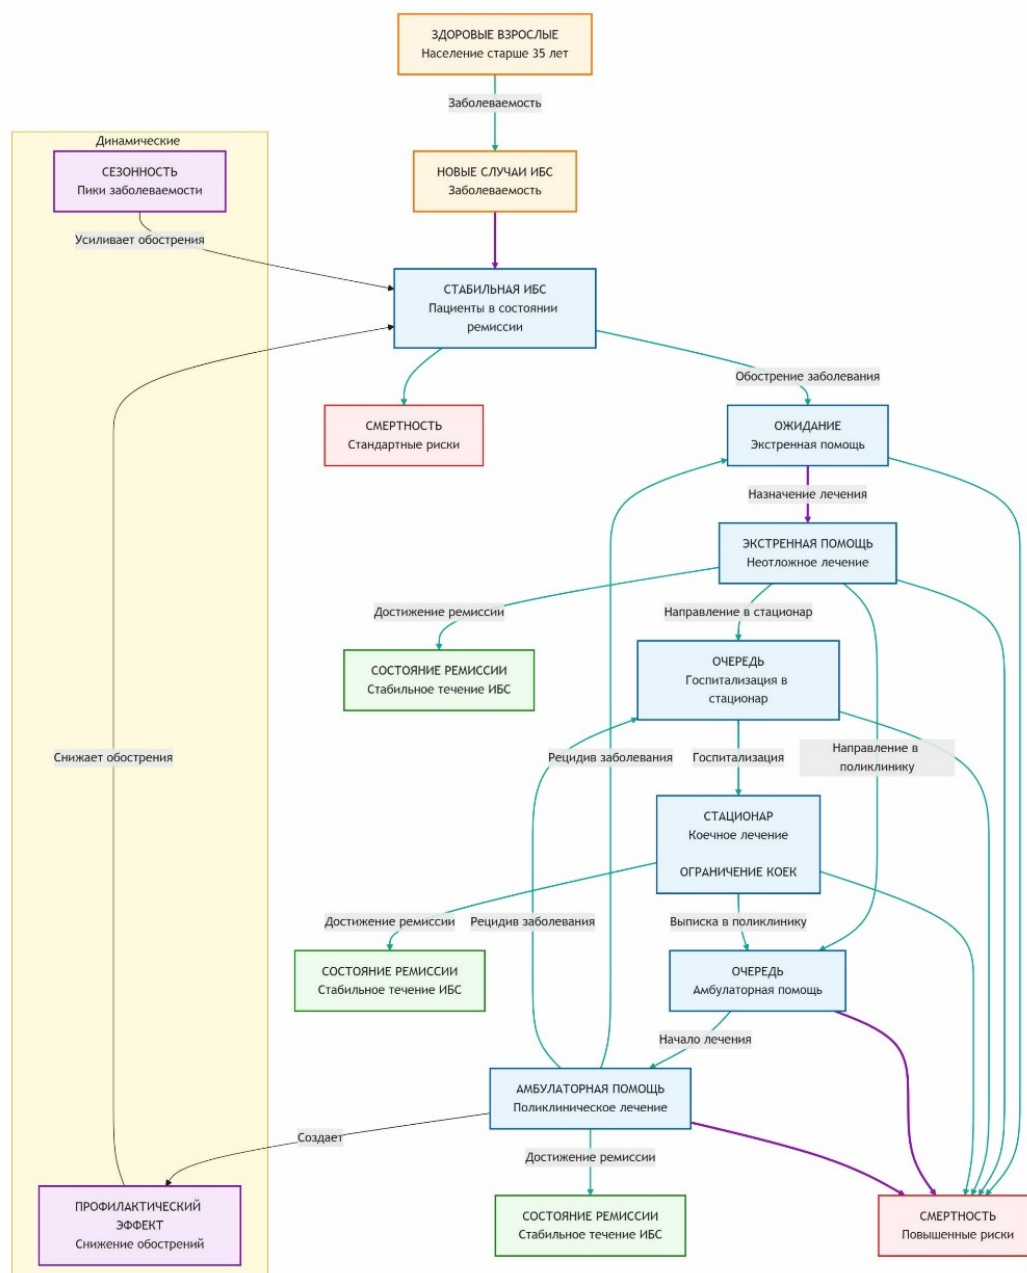 ЗДОРОВЫЕ ВЗРОСЛЫЕ
Население старше 35 лет
Заболеваемость
Динамические
СЕЗОННОСТЬ
Пики заболеваемости
НОВЫЕ СЛУЧАИ ИБС
Заболеваемость
Усиливает обострения
СТАБИЛЬНАЯ ИБС
Пациенты в состоянии
ремиссии
Обострение заболевания
СМЕРТНОСТЬ
Стандартные риски
ОЖИДАНИЕ
Экстренная помощь
Назначение лечения
ЭКСТРЕННАЯ ПОМОЩЬ
Неотложное лечение
Достижение ремиссии
Направление в стационар
СОСТОЯНИЕ РЕМИССИИ
Стабильное течение ИБС
ОЧЕРЕДЬ
Госпитализация в
стационар
Снижает обострения
Рецидив заболевания
Госпитализация
Направление в
поликлинику
СТАЦИОНАР
Коечное лечение
ОГРАНИЧЕНИЕ КОЕК
Достижение ремиссии
Рецидив заболевания
Выписка в поликлинику
СОСТОЯНИЕ РЕМИССИИ
Стабильное течение ИБС
ОЧЕРЕДЬ
Амбулаторная помощь
Начало лечения
АМБУЛАТОРНАЯ ПОМОЩЬ
Поликлиническое лечение
Создает
Достижение ремиссии
ПРОФИЛАКТИЧЕСКИЙ
ЭФФЕКТ
Снижение обострений
СОСТОЯНИЕ РЕМИССИИ
Стабильное течение ИБС
СМЕРТНОСТЬ
Повышенные риски